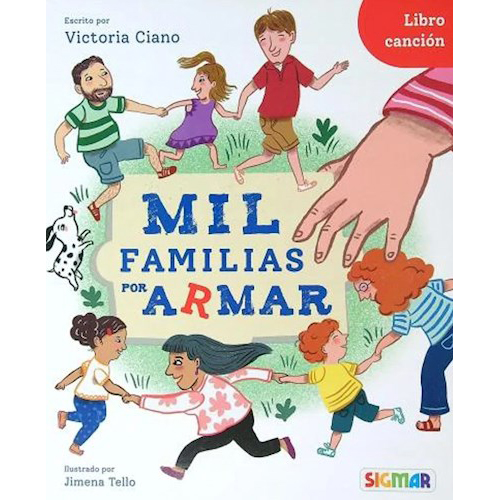 Escrito por
Victoria Ciano
Libro
canción
MIL
FAMILIAS
POR ARMAR
Ilustrado por
Jimena Tello
SIGMAR